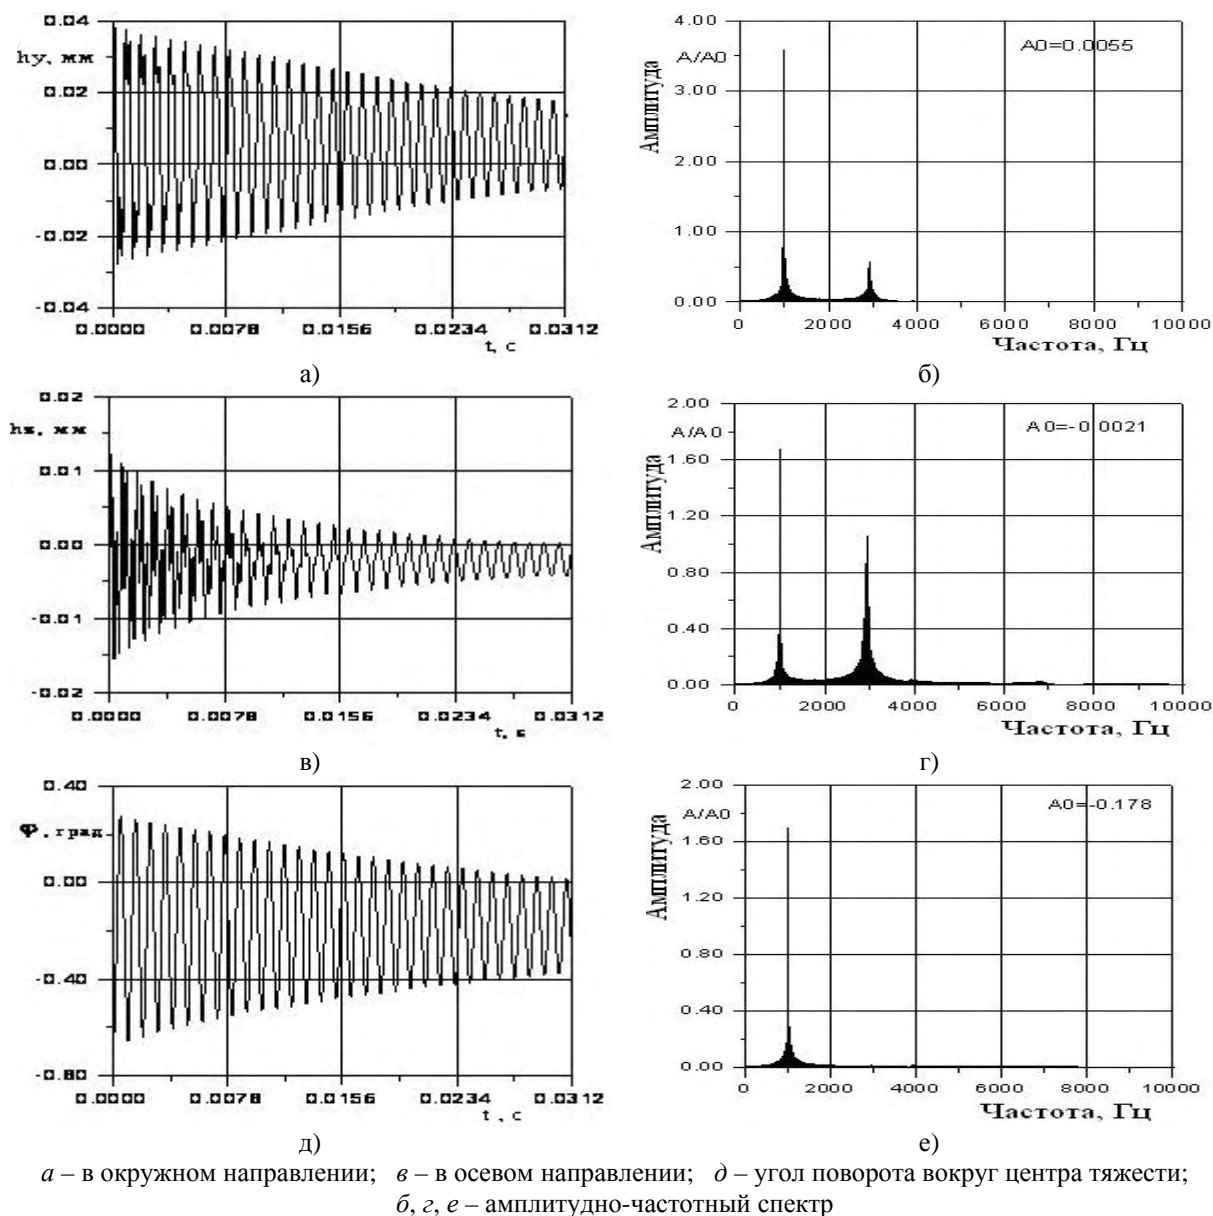 0.04
hy, мм
0.02
0.00
-0.02
-0.04
0.0000 0.0078 0.0156 0.0234 0.0312
t, с
а)
4.00
A/A0
3.00
2.00
1.00
0.00
Амплитуда
A0=0.0055
0 2000 4000 6000 8000 10000
Частота, Гц
б)
0.02
hz, мм
0.01
0.00
-0.01
-0.02
0.0000 0.0078 0.0156 0.0234 0.0312
t, с
в)
2.00
A/A0
1.60
1.20
0.80
0.40
0.00
Амплитуда
A0=-0.0021
0 2000 4000 6000 8000 10000
Частота, Гц
г)
0.40
Φ, град
0.00
-0.40
-0.80
0.0000 0.0078 0.0156 0.0234 0.0312
t, с
д)
2.00
A/A0
1.60
1.20
0.80
0.40
0.00
Амплитуда
A0=-0.178
0 2000 4000 6000 8000 10000
Частота, Гц
е)
а – в окружном направлении; в – в осевом направлении; д – угол поворота вокруг центра тяжести;
б, г, е – амплитудно-частотный спектр